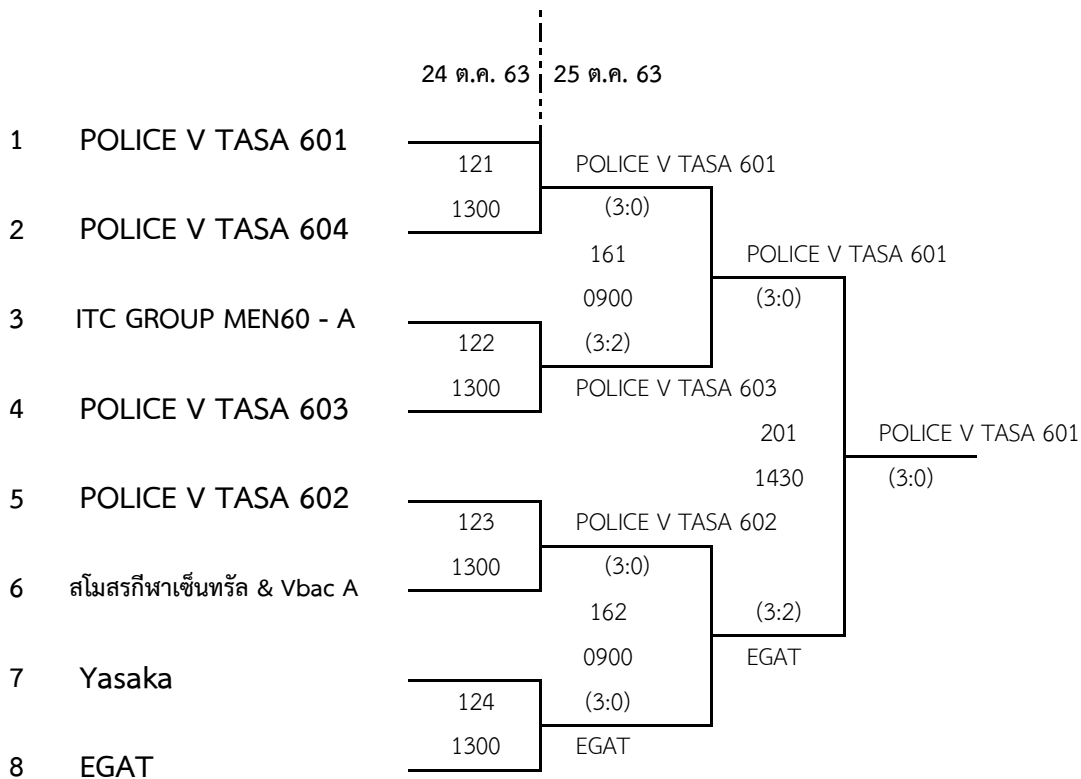 24 ต.ค. 63 25 ต.ค. 63
1 POLICE V TASA 601
121 POLICE V TASA 601
1300 (3:0)
2 POLICE V TASA 604
161 POLICE V TASA 601
0900 (3:0)
3 ITC GROUP MEN60 - A
122 (3:2)
1300 POLICE V TASA 603
4 POLICE V TASA 603
201 POLICE V TASA 601
1430 (3:0)
5 POLICE V TASA 602
123 POLICE V TASA 602
1300 (3:0)
6 สโมสรกีฬาเซ็นทรัล & Vbac A
162 (3:2)
0900 EGAT
7 Yasaka
124 (3:0)
1300 EGAT
8 EGAT